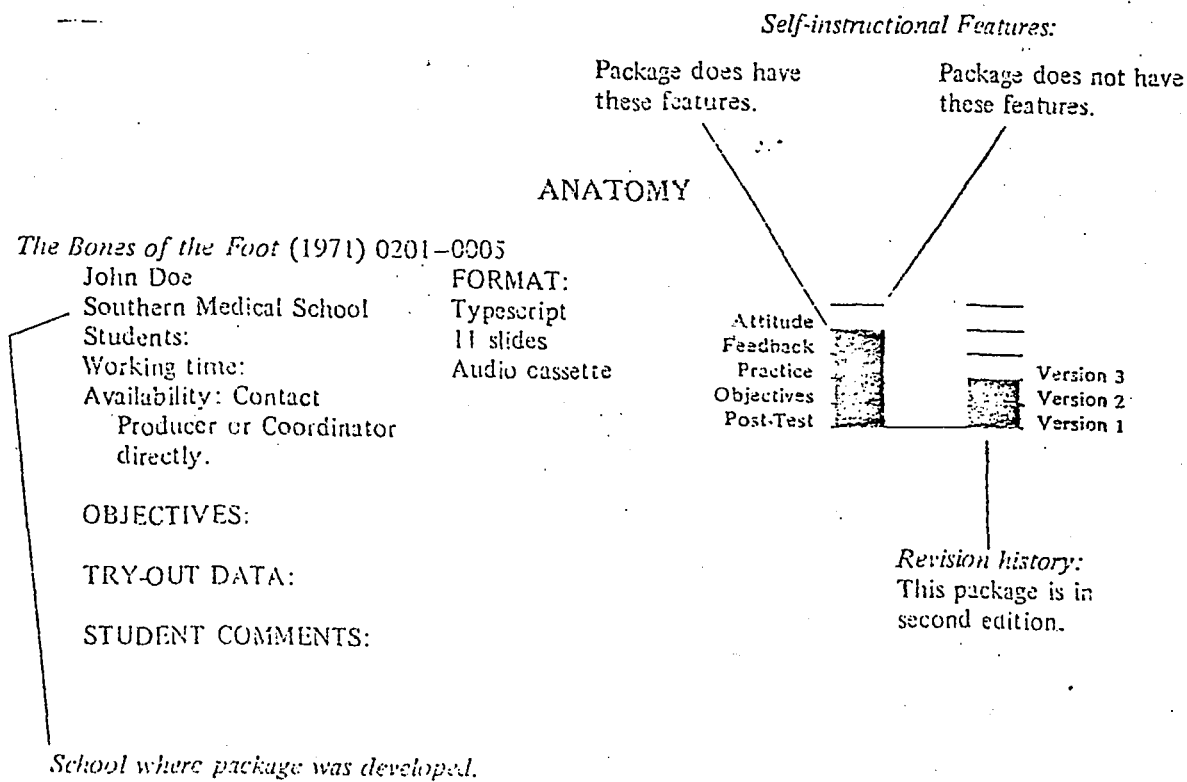 Self-instructional Features:
Package does have
these features.
Package does not have
these features.
ANATOMY
The Bones of the Foot (1971) 0201–0005
John Doe
Southern Medical School
Students:
Working time:
Availability: Contact
Producer or Coordinator
directly.
FORMAT:
Typescript
11 slides
Audio cassette
Attitude
Feedback
Practice
Objectives
Post-Test
Version 3
Version 2
Version 1
OBJECTIVES:
TRY-OUT DATA:
STUDENT COMMENTS:
Revision history:
This package is in
second edition.
School where package was developed.